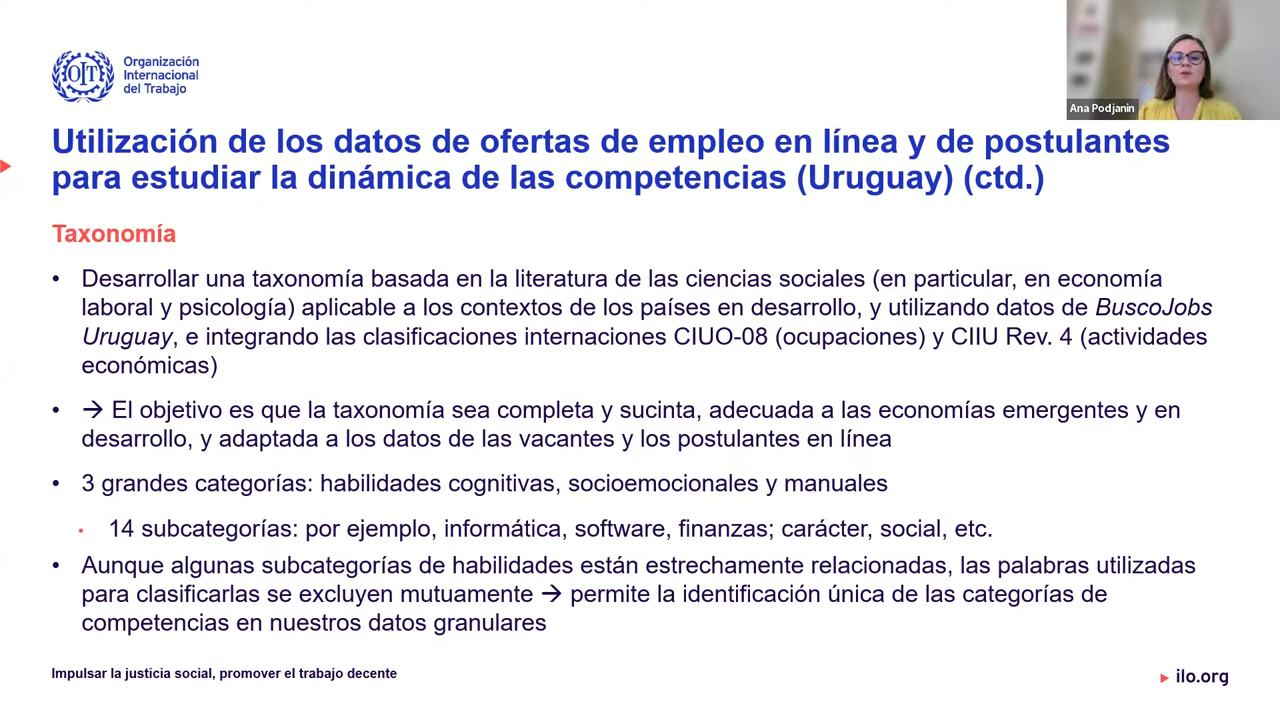 OIT
Organización
Internacional
del Trabajo
Ana Podjanin
Utilización de los datos de ofertas de empleo en línea y de postulantes
para estudiar la dinámica de las competencias (Uruguay) (ctd.)
Taxonomía
• Desarrollar una taxonomía basada en la literatura de las ciencias sociales (en particular, en economía
laboral y psicología) aplicable a los contextos de los países en desarrollo, y utilizando datos de BuscoJobs
Uruguay, e integrando las clasificaciones internaciones CIUO-08 (ocupaciones) y CIIU Rev. 4 (actividades
económicas)
• → El objetivo es que la taxonomía sea completa y sucinta, adecuada a las economías emergentes y en
desarrollo, y adaptada a los datos de las vacantes y los postulantes en línea
• 3 grandes categorías: habilidades cognitivas, socioemocionales y manuales
• 14 subcategorías: por ejemplo, informática, software, finanzas; carácter, social, etc.
• Aunque algunas subcategorías de habilidades están estrechamente relacionadas, las palabras utilizadas
para clasificarlas se excluyen mutuamente → permite la identificación única de las categorías de
competencias en nuestros datos granulares
Impulsar la justicia social, promover el trabajo decente
ilo.org